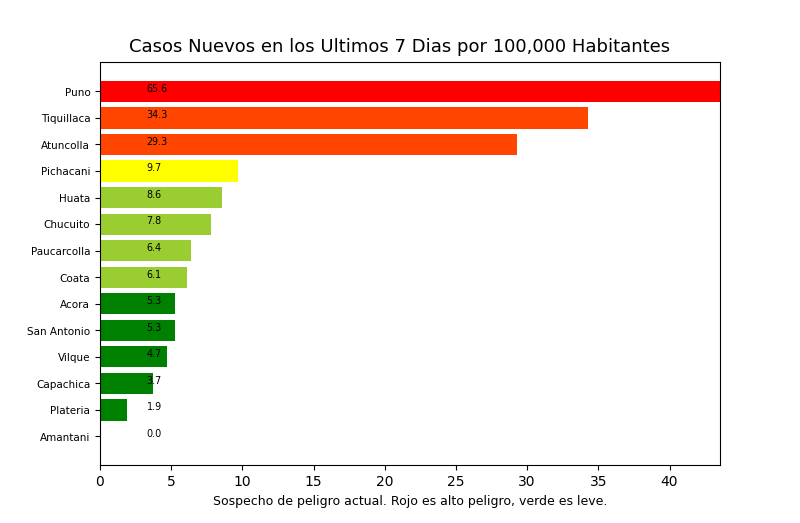 Casos Nuevos en los Ultimos 7 Dias por 100,000 Habitantes
Puno 65.6
Tiquillaca 34.3
Atuncolla 29.3
Pichacani 9.7
Huata 8.6
Chucuito 7.8
Paucarcolla 6.4
Coata 6.1
Acora 5.3
San Antonio 5.3
Vilque 4.7
Capachica 3.7
Plateria 1.9
Amantani 0.0
0 5 10 15 20 25 30 35 40
Sospecho de peligro actual. Rojo es alto peligro, verde es leve.